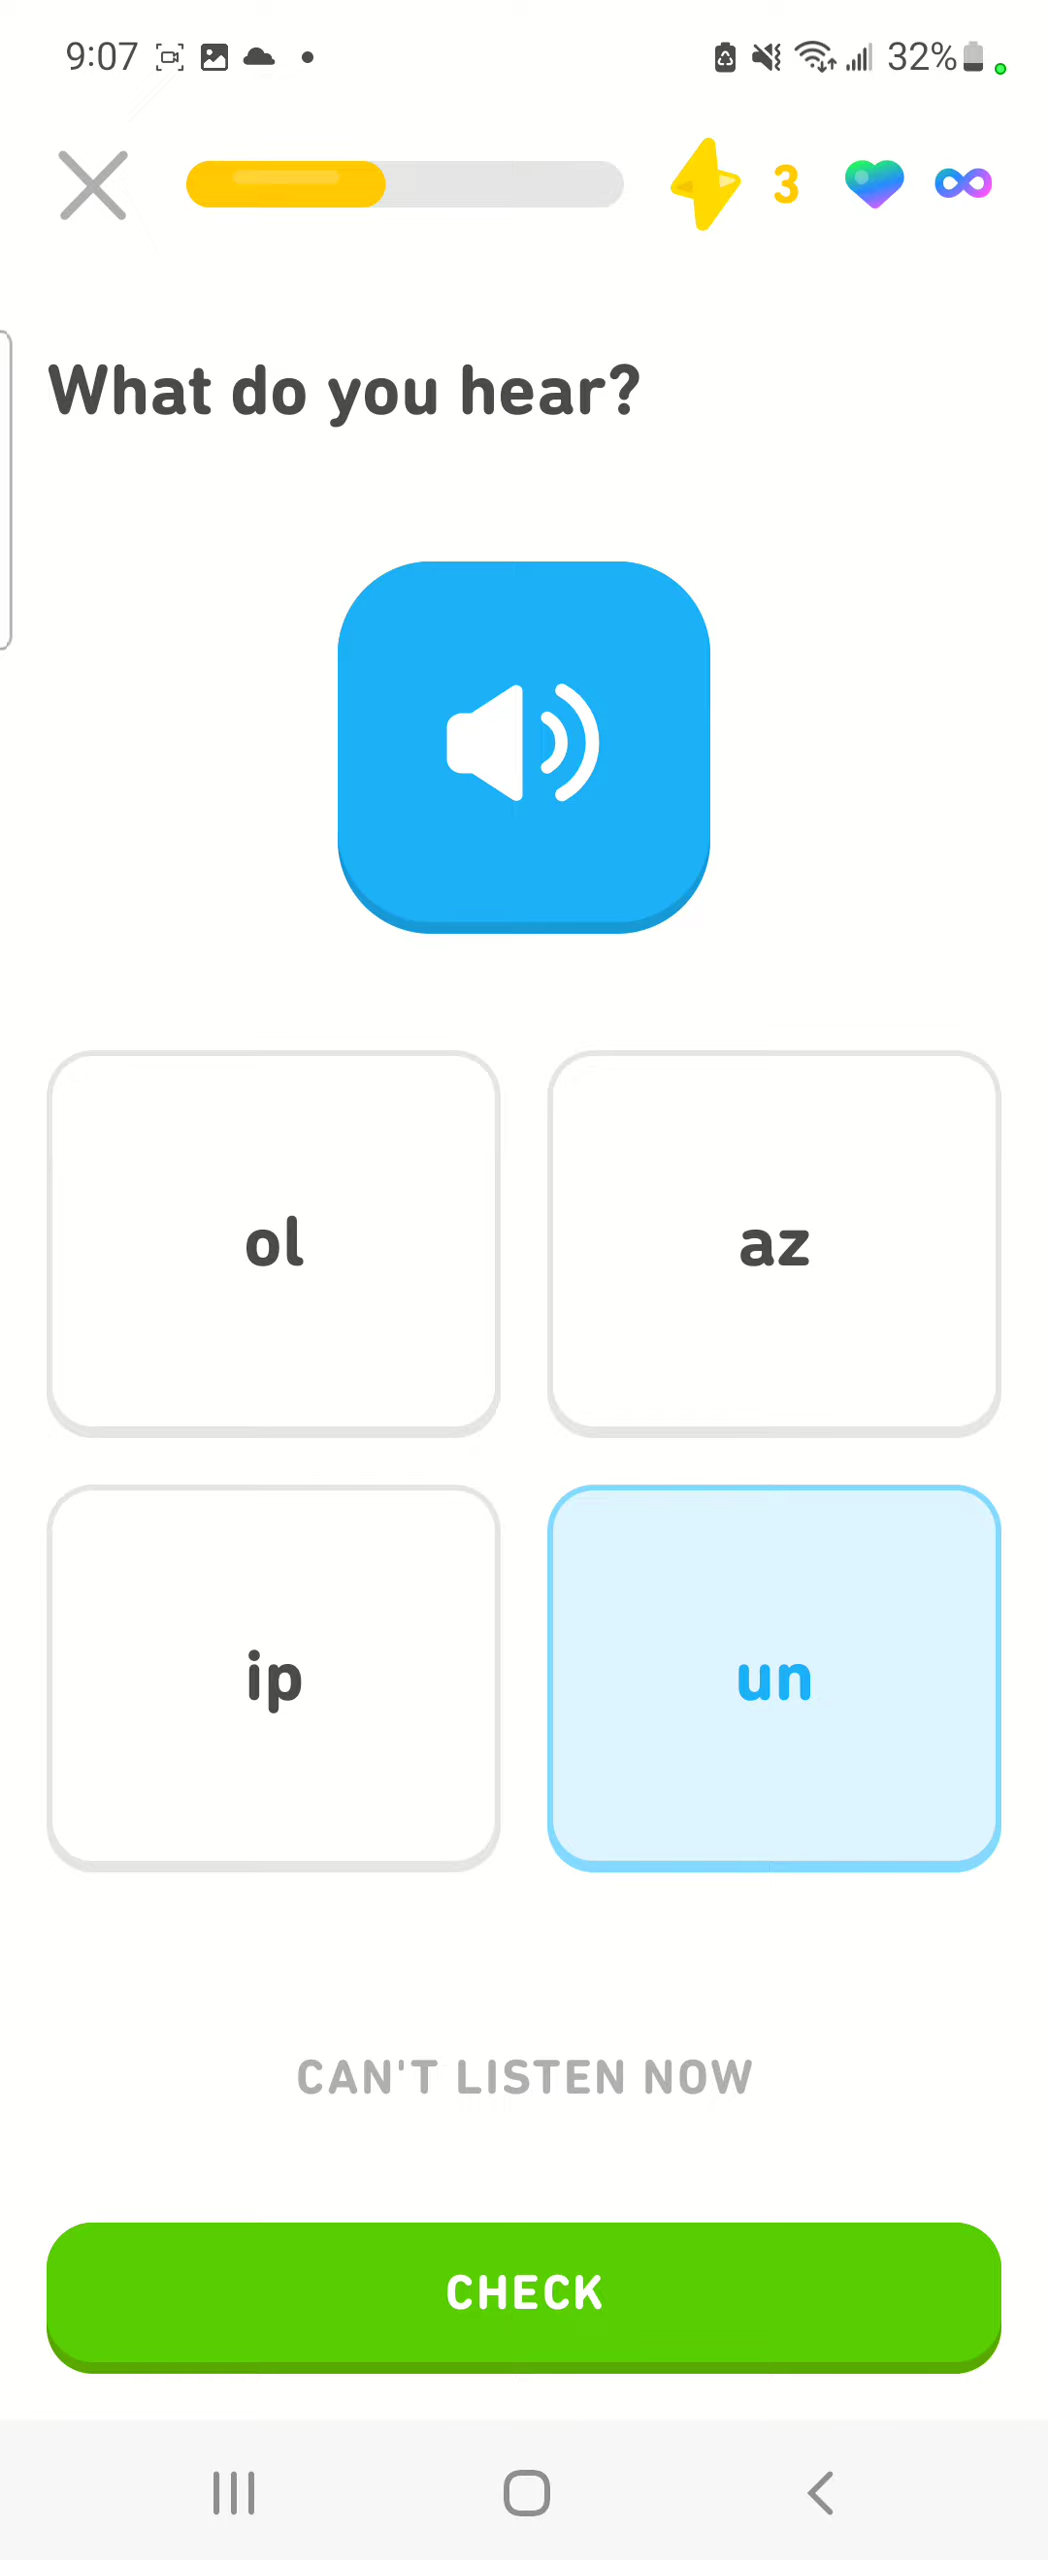 9:07 32%
3
What do you hear?
ol az
ip un
CAN'T LISTEN NOW
CHECK